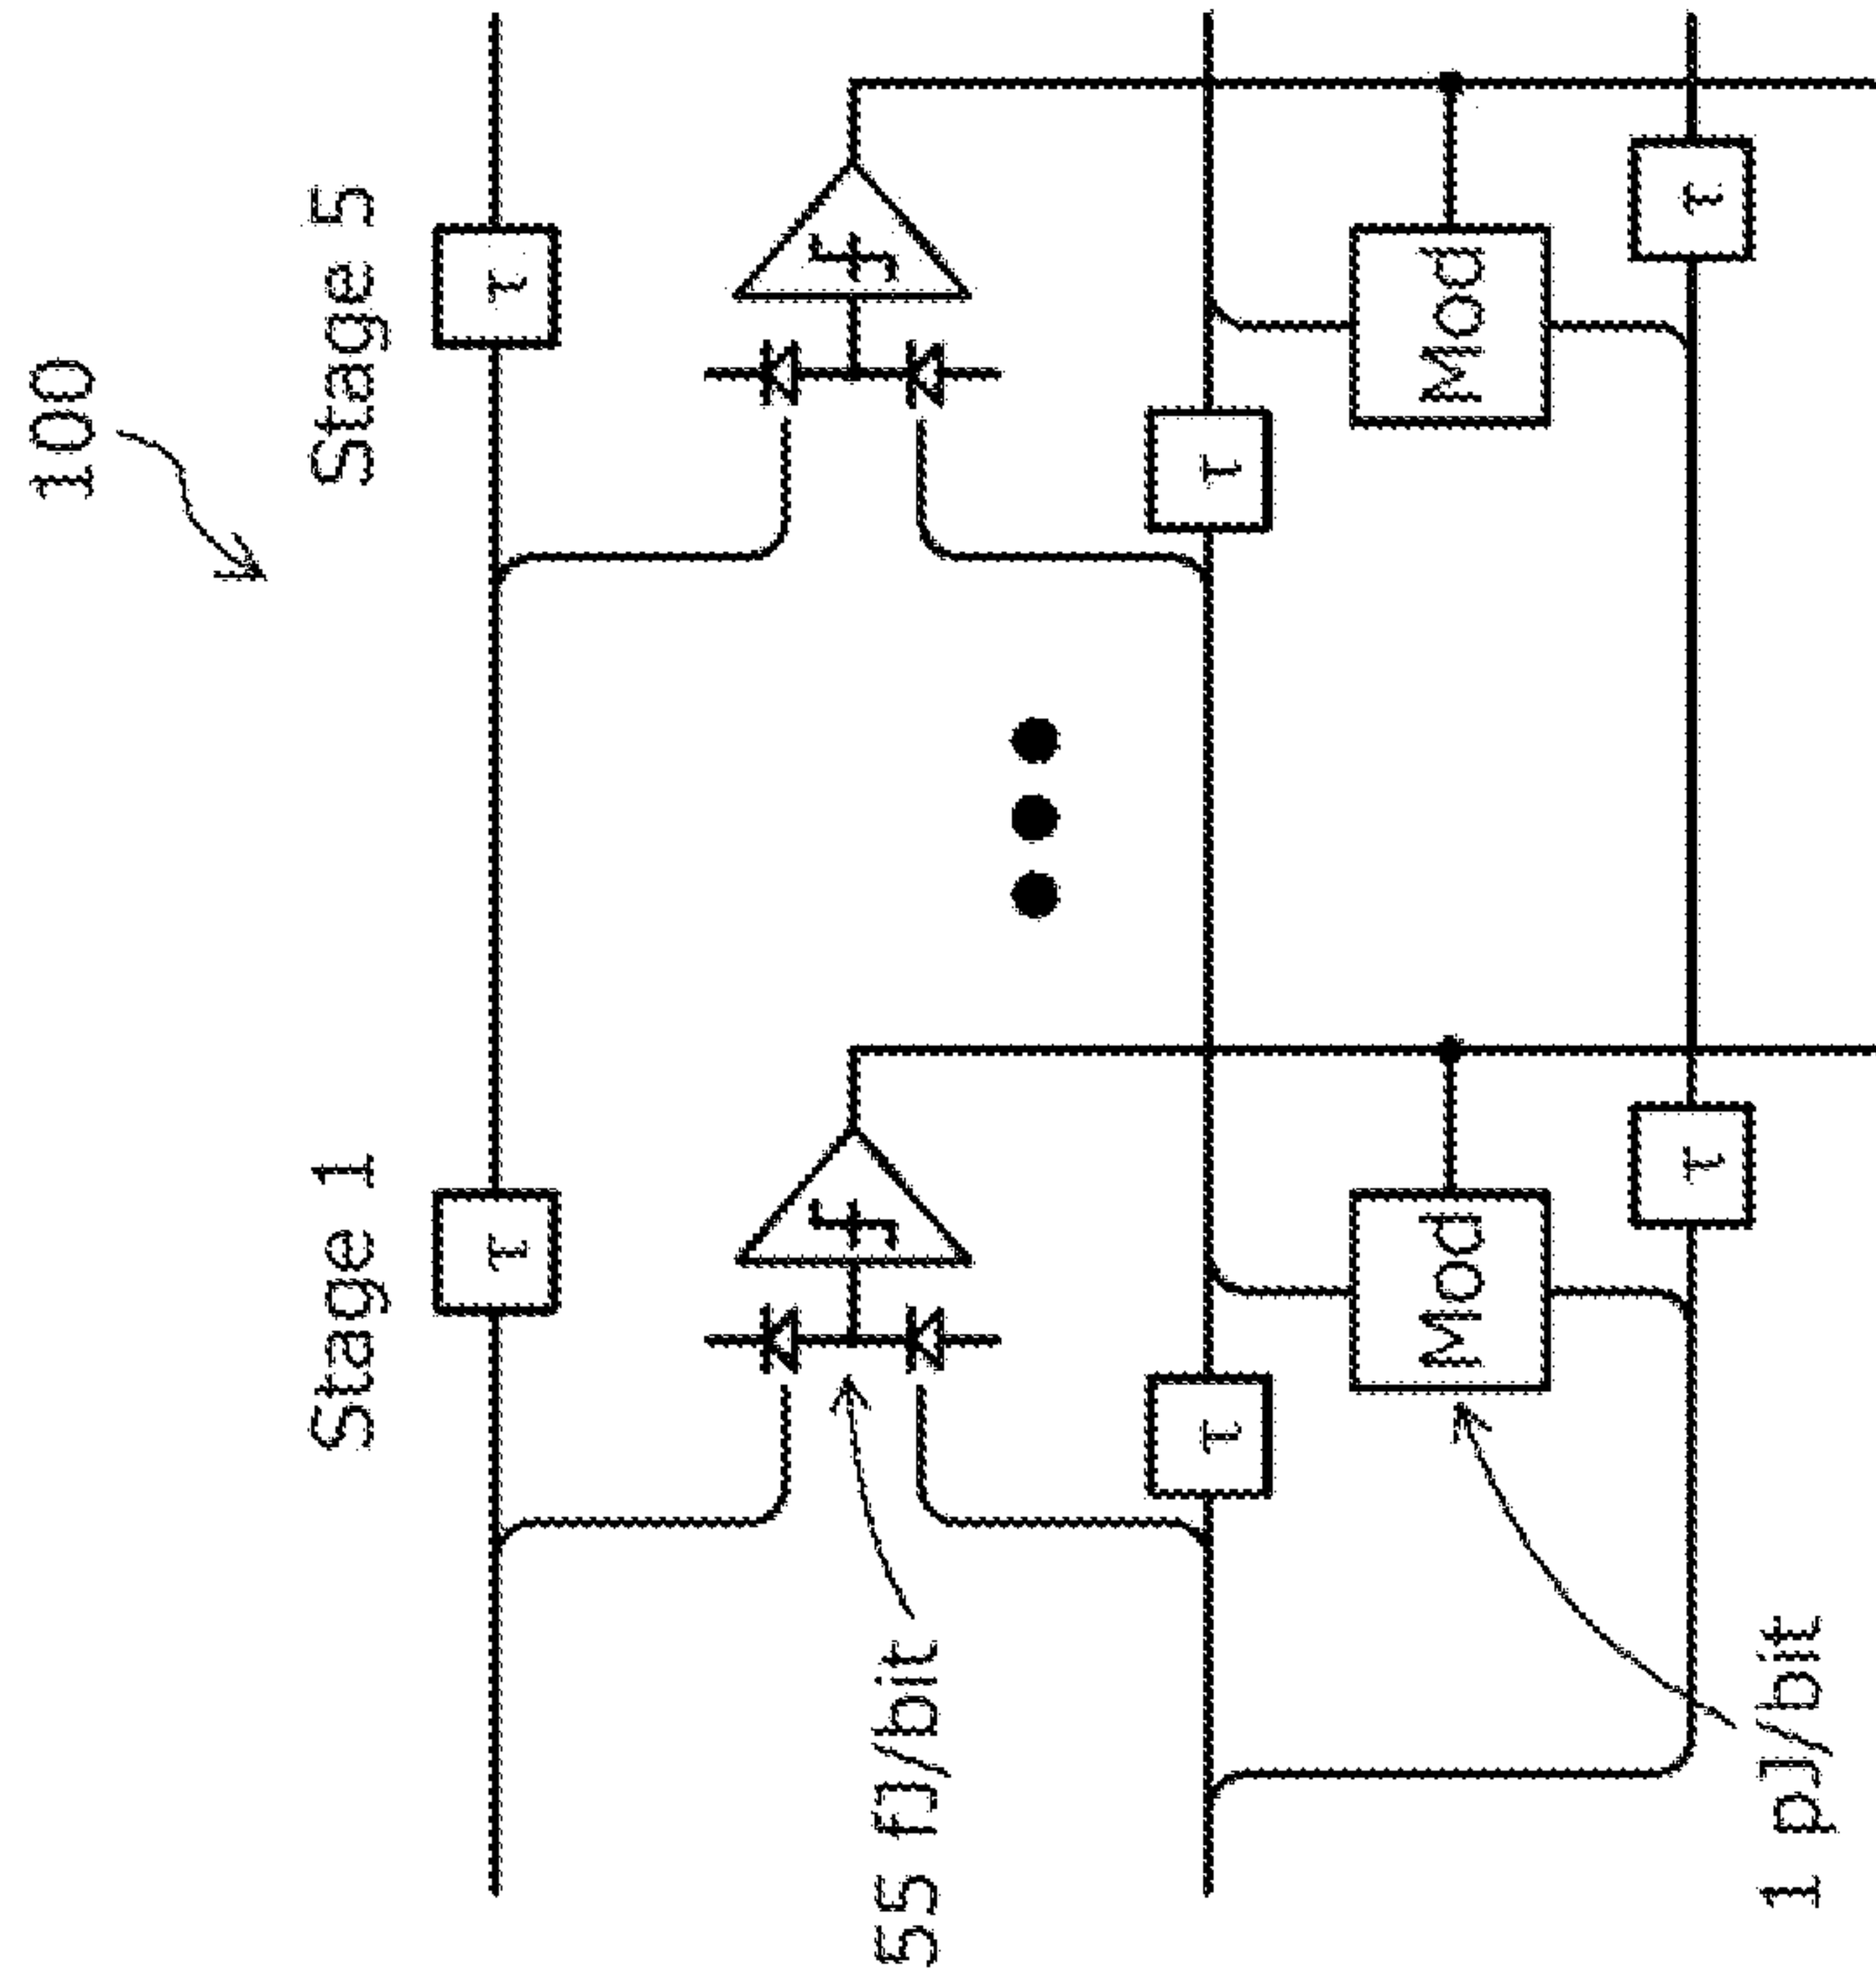 100
Stage 1
Stage 5
τ
τ
f
f
55 fJ/bit
τ
τ
Mod
Mod
τ
τ
1 pJ/bit